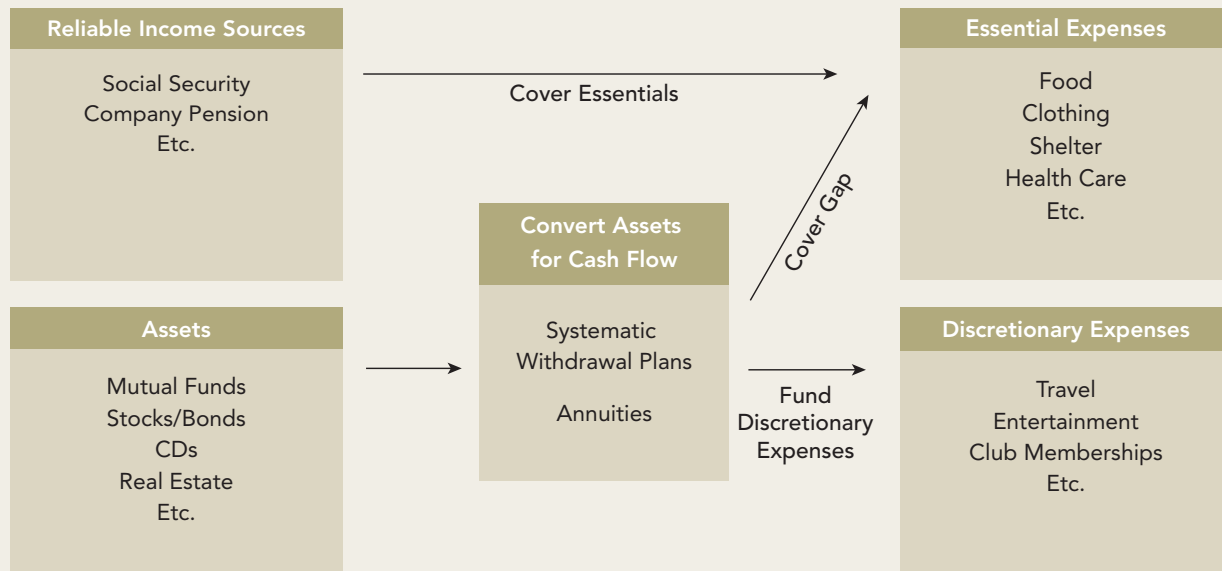 Reliable Income Sources
Social Security
Company Pension
Etc.
Cover Essentials
Essential Expenses
Food
Clothing
Shelter
Health Care
Etc.
Convert Assets
for Cash Flow
Systematic
Withdrawal Plans
Annuities
Cover Gap
Assets
Mutual Funds
Stocks/Bonds
CDs
Real Estate
Etc.
Fund
Discretionary
Expenses
Discretionary Expenses
Travel
Entertainment
Club Memberships
Etc.